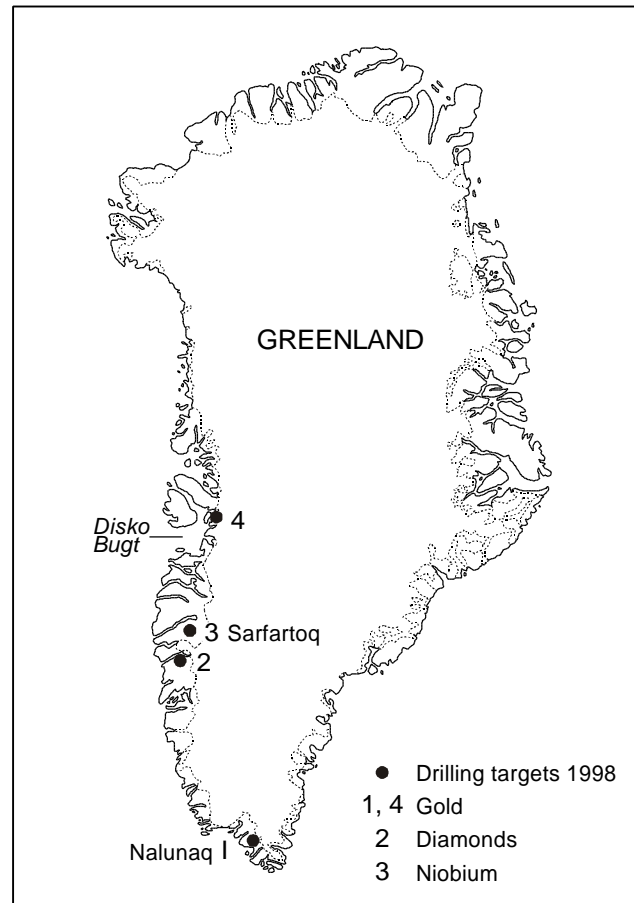 GREENLAND
Disko
Bugt
4
3 Sarfartoq
2
Nalunaq I
Drilling targets 1998
1, 4 Gold
2 Diamonds
3 Niobium